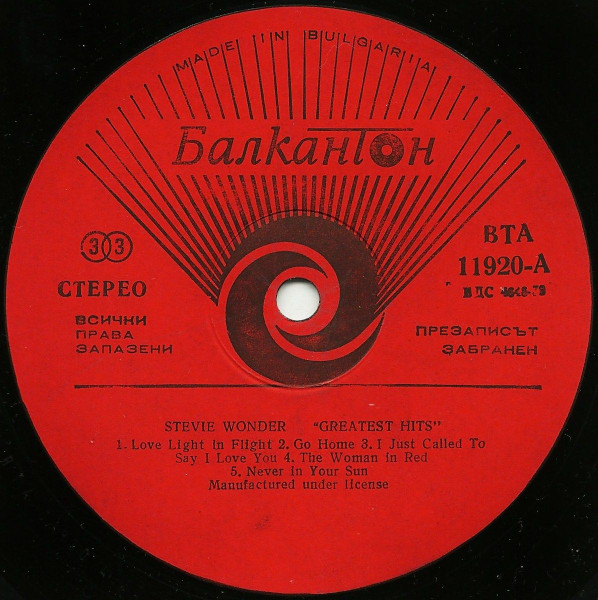 MADE IN BULGARIA
Балкантон
33
СТЕРЕО
ВСИЧКИ
ПРАВА
ЗАПАЗЕНИ
ВТА
11920-А
ВДС
ПРЕЗАПИСЪТ
ЗАБРАНЕН
STEVIE WONDER "GREATEST HITS"
1. Love Light in Flight 2. Go Home 3. I Just Called To
Say I Love You 4. The Woman in Red
5. Never in Your Sun
Manufactured under license